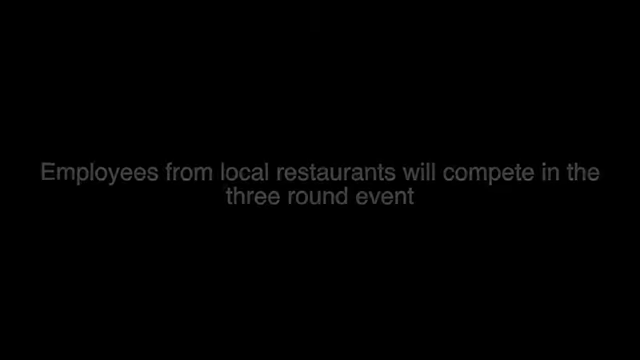 Employees from local restaurants will compete in the
three round event